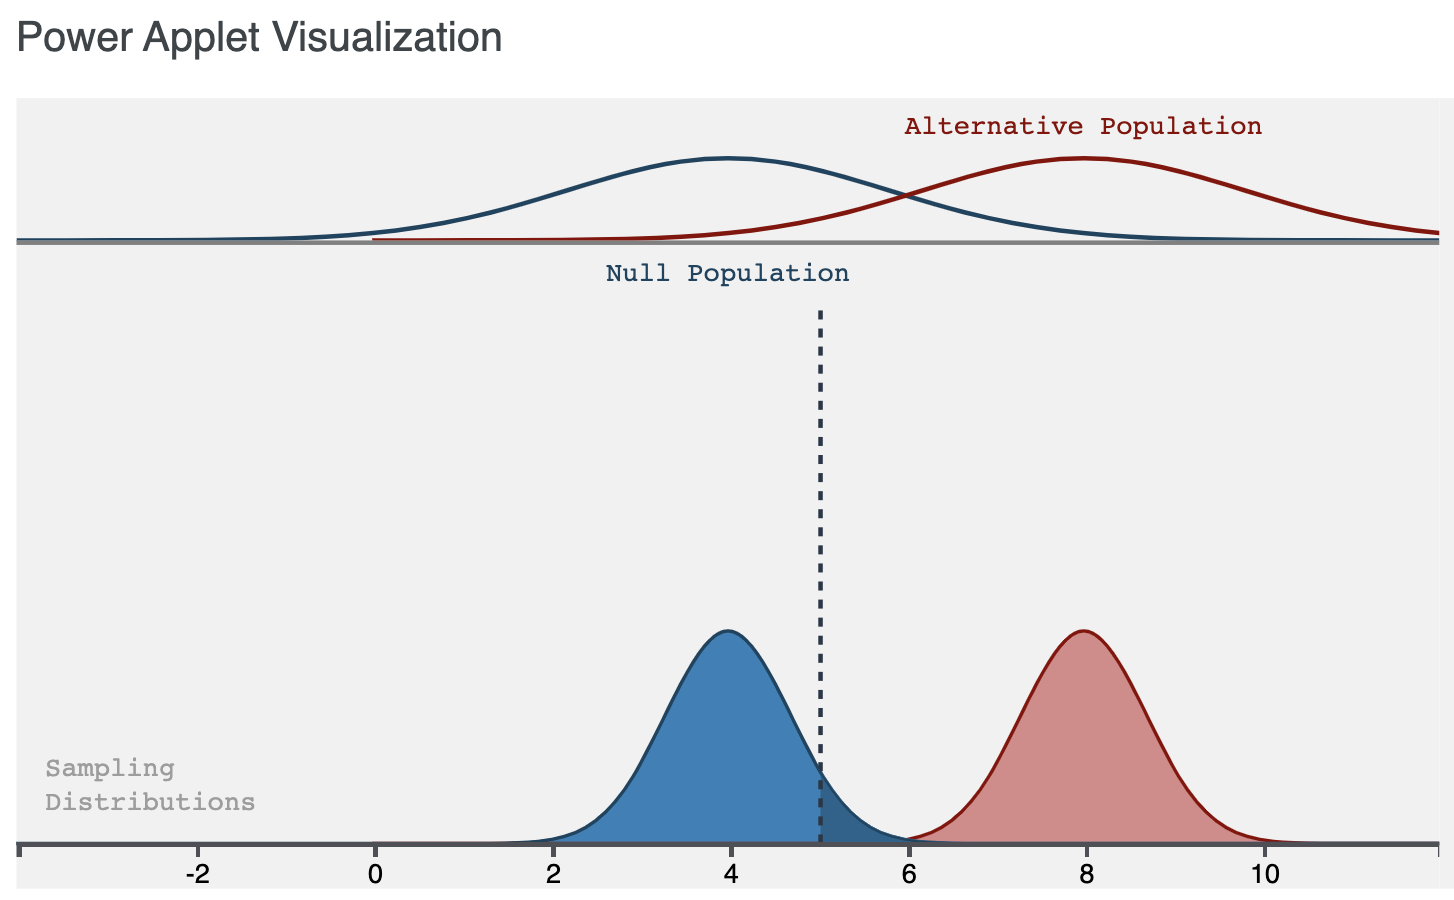 Power Applet Visualization
Alternative Population
Null Population
Sampling
Distributions
-2 0 2 4 6 8 10